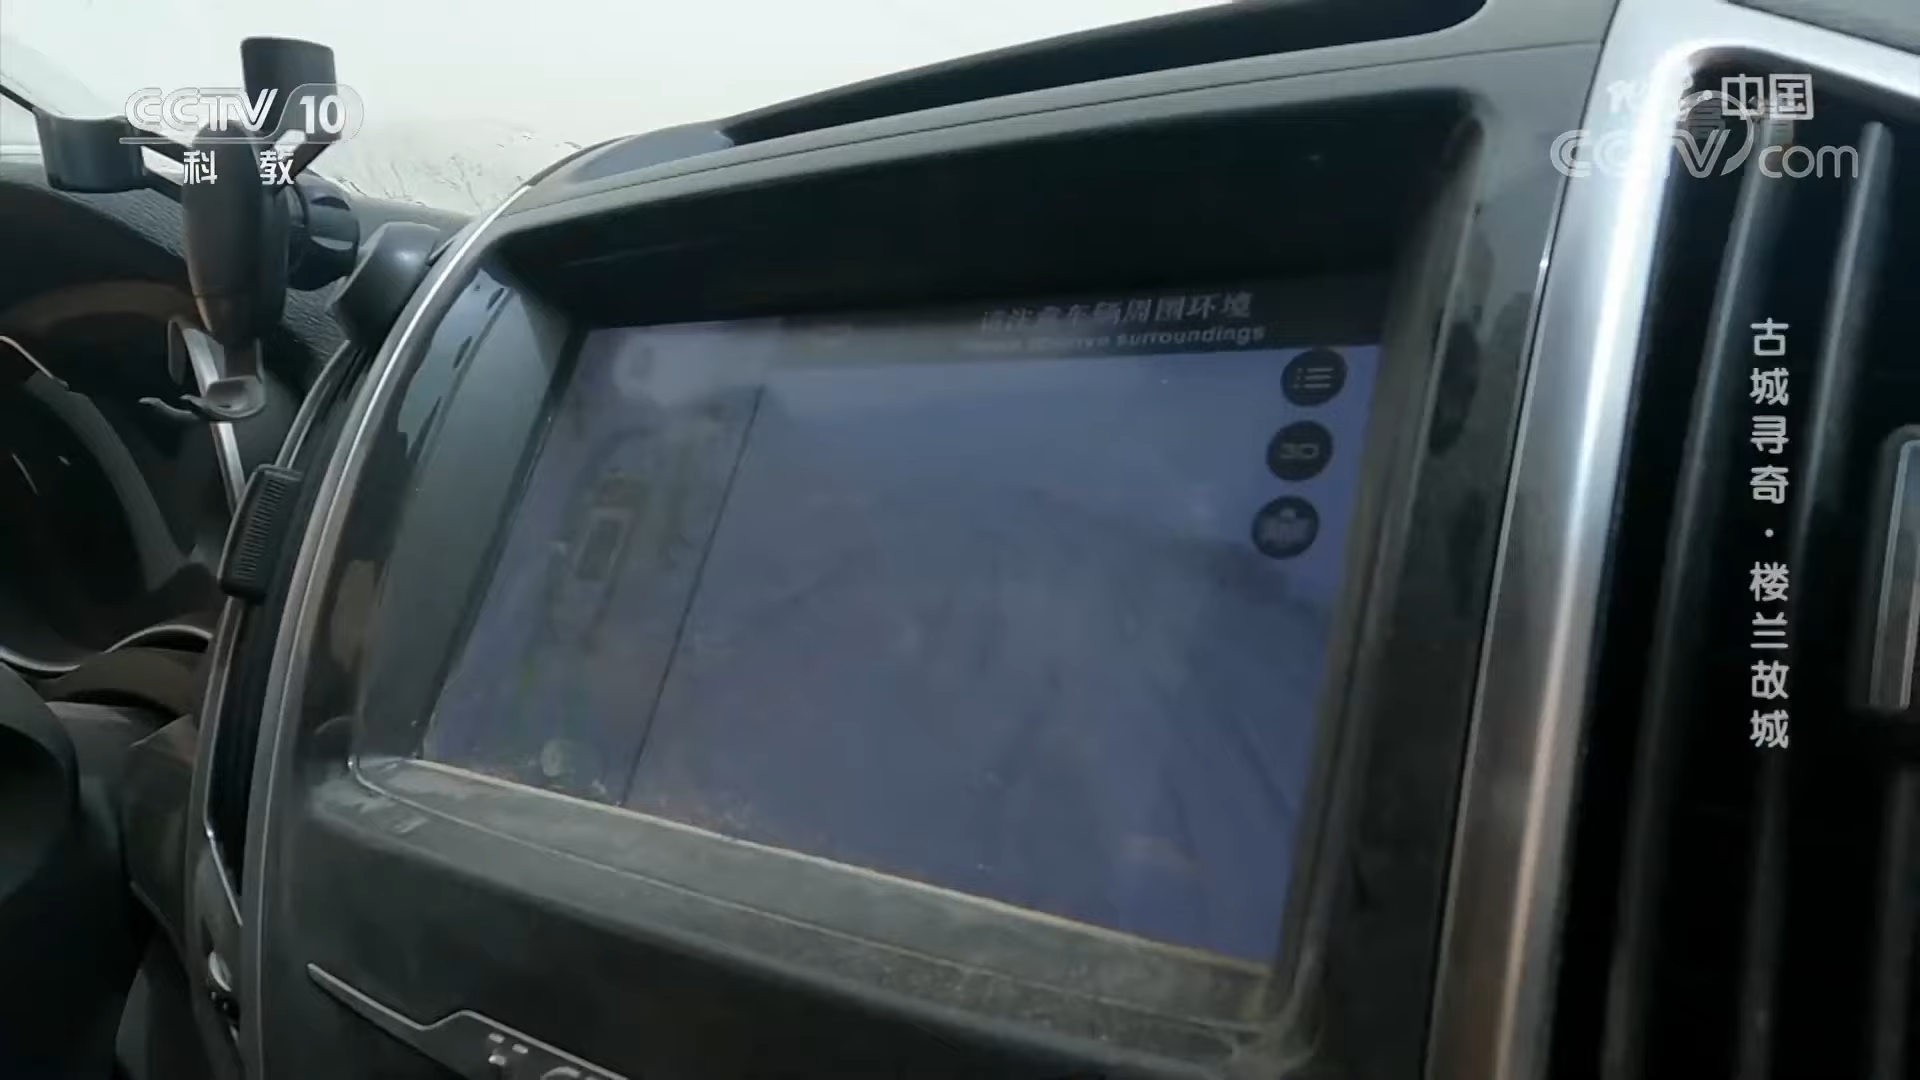 CCTV 10
科教
中国
CCTV com
请注意车辆周围环境
observe surroundings
3D
古城寻奇·楼兰故城